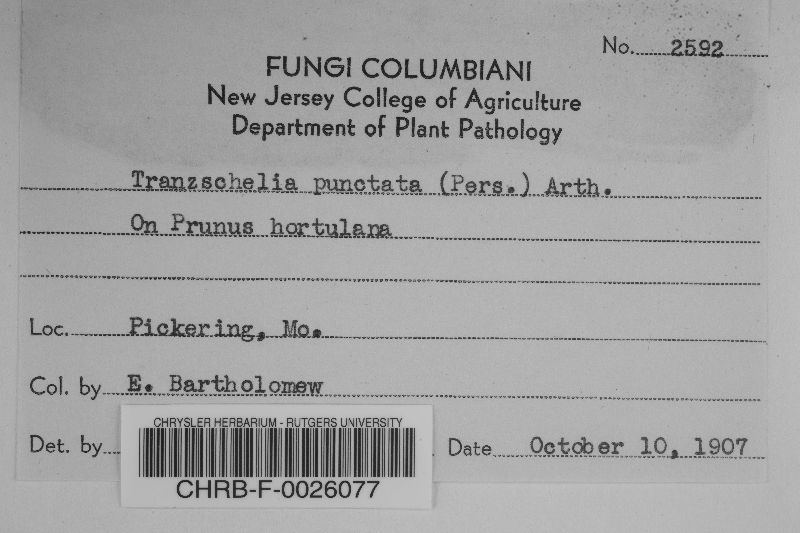 No. 2592
FUNGI COLUMBIANI
New Jersey College of Agriculture
Department of Plant Pathology
Tranzschelia punctata (Pers.) Arth.
On Prunus hortulana
Loc. Pickering, Mo.
Col. by E. Bartholomew
CHRYSLER HERBARIUM - RUTGERS UNIVERSITY
Det. by Date October 10, 1907
CHRB-F-0026077